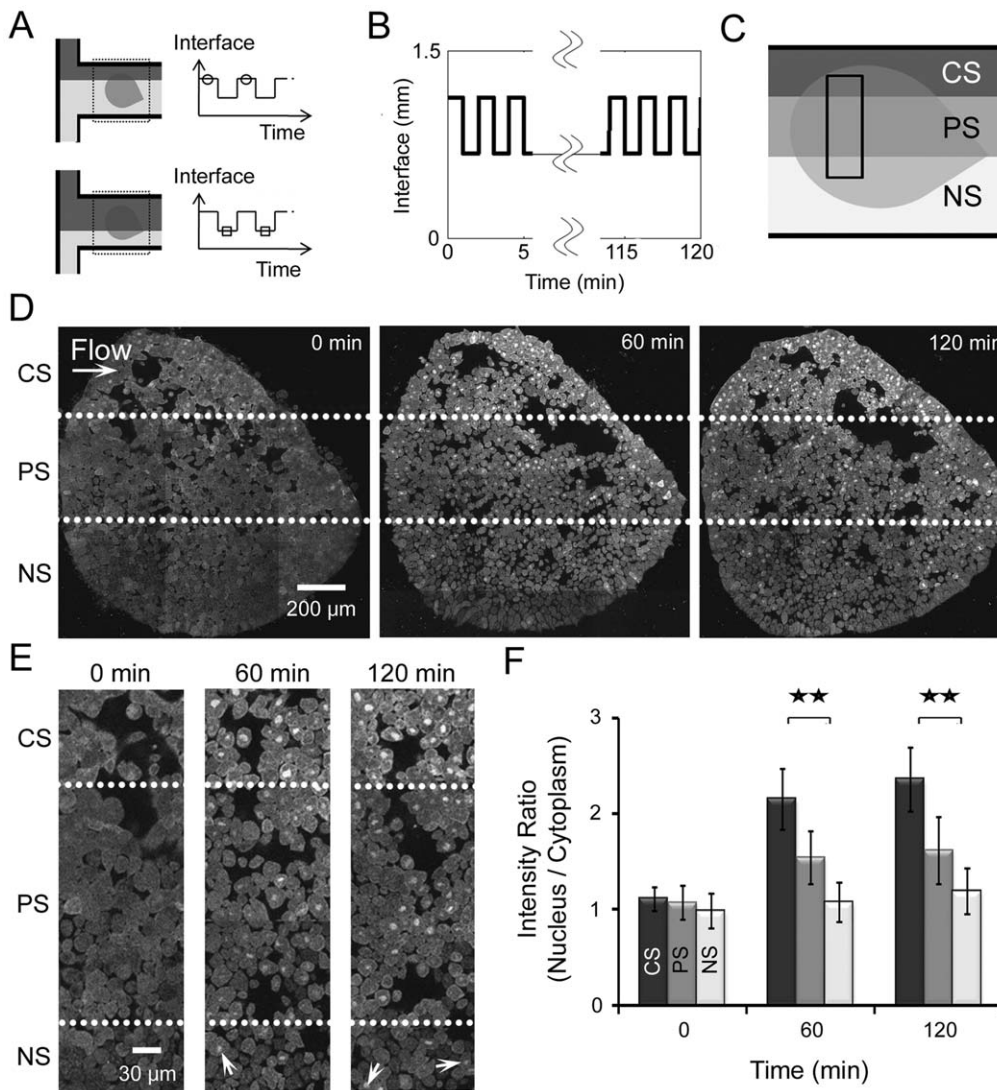 A
Interface
Time
Interface
Time
B
Interface (mm)
1.5
0
0 5 115 120
Time (min)
C
CS
PS
NS
D
Flow
0 min
60 min
120 min
CS
PS
NS
200 µm
E
0 min 60 min 120 min
CS
PS
NS
30 µm
F
Intensity Ratio
(Nucleus / Cytoplasm)
3
2
1
0
★★
★★
CS PS NS
0 60 120
Time (min)